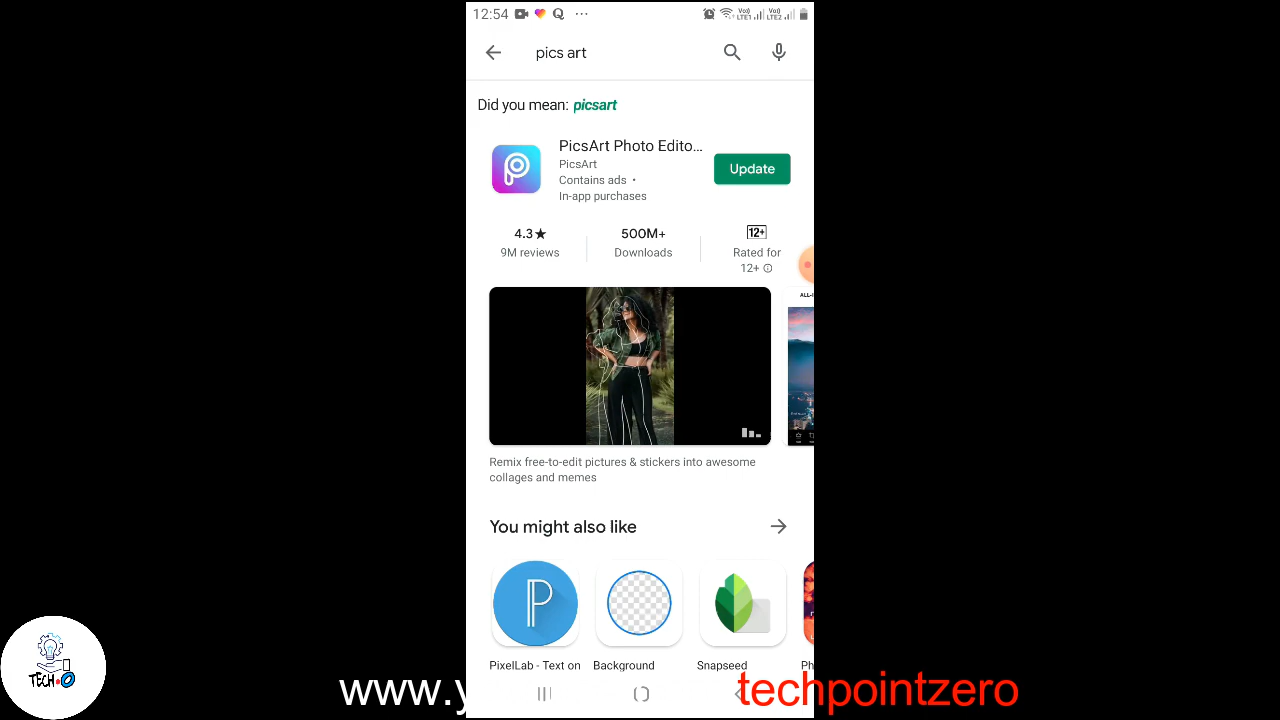 12:54
LTE1 LTE2
pics art
Did you mean: picsart
PicsArt Photo Edito...
PicsArt
Contains ads •
In-app purchases
Update
4.3★
9M reviews
500M+
Downloads
12+
Rated for
12+
Remix free-to-edit pictures & stickers into awesome
collages and memes
You might also like
PixelLab - Text on
Background
Snapseed
TECH.O
www.
techpointzero